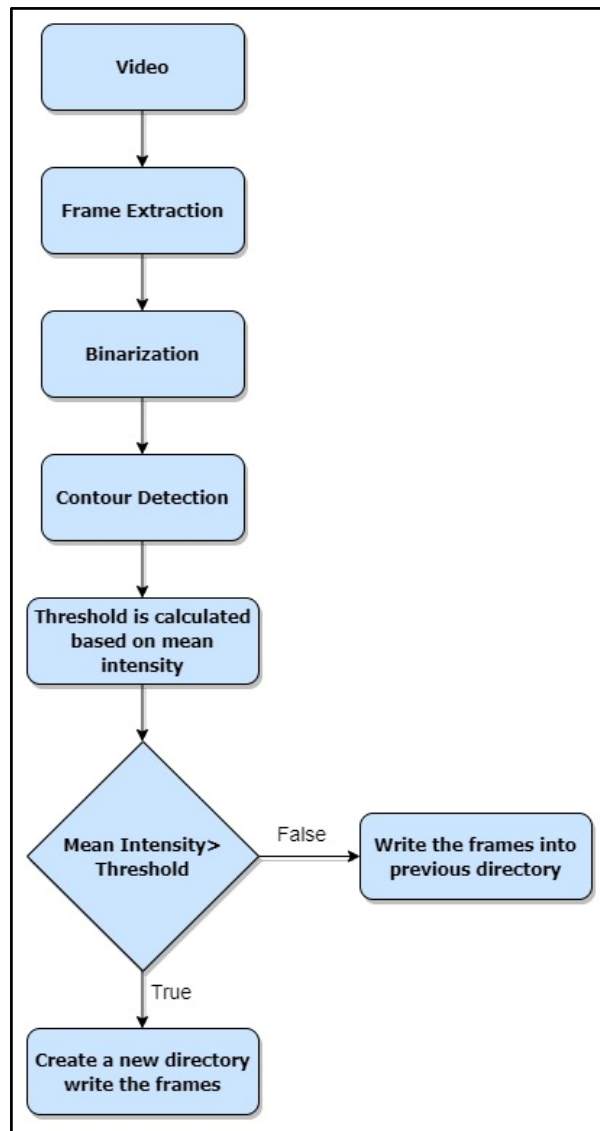 Video
Frame Extraction
Binarization
Contour Detection
Threshold is calculated
based on mean
intensity
Mean Intensity>
Threshold
False
Write the frames into
previous directory
True
Create a new directory
write the frames